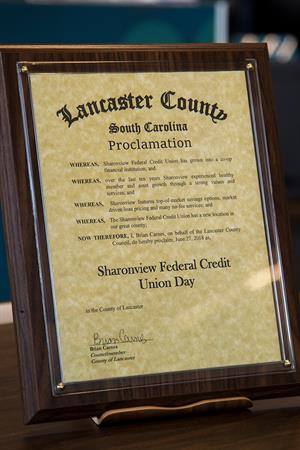 Lancaster County
South Carolina
Proclamation
WHEREAS, Sharonview Federal Credit Union has grown into a co-op
financial institution; and
WHEREAS, over the last ten years Sharonview experienced healthy
member and asset growth through a strong values and
services; and
WHEREAS, Sharonview features top-of-market savings options, market
driven loan pricing and many no-fee services; and
WHEREAS, The Sharonview Federal Credit Union has a new location in
our great county;
NOW THEREFORE, I, Brian Carnes, on behalf of the Lancaster County
Council, do hereby proclaim, June 27, 2018 as,
Sharonview Federal Credit
Union Day
in the County of Lancaster
Brian Carnes
Brian Carnes
Councilmember
County of Lancaster